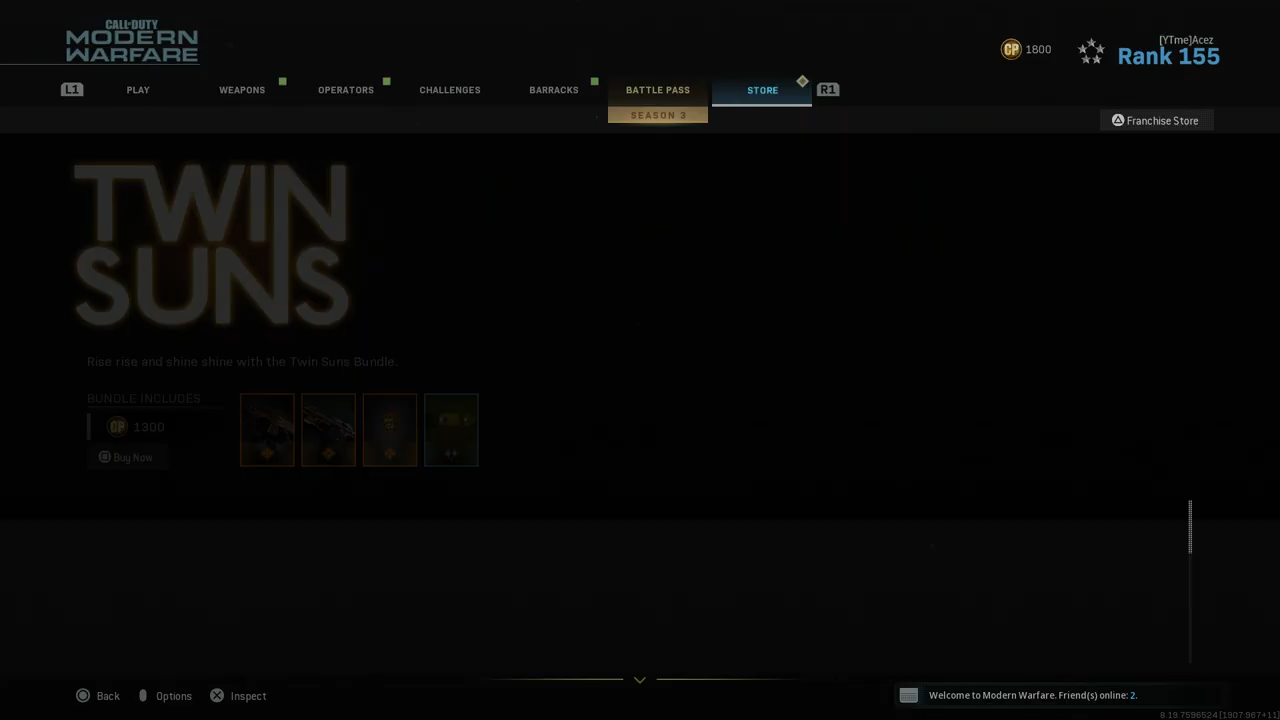 CALL OF DUTY
MODERN
WARFARE
CP 1800
[YTme]Acez
Rank 155
L1 PLAY WEAPONS OPERATORS CHALLENGES BARRACKS BATTLE PASS STORE R1
SEASON 3
Franchise Store
TWIN
SUNS
Rise rise and shine shine with the Twin Suns Bundle.
BUNDLE INCLUDES
CP 1300
Buy Now
Back Options Inspect
Welcome to Modern Warfare. Friend(s) online: 2.